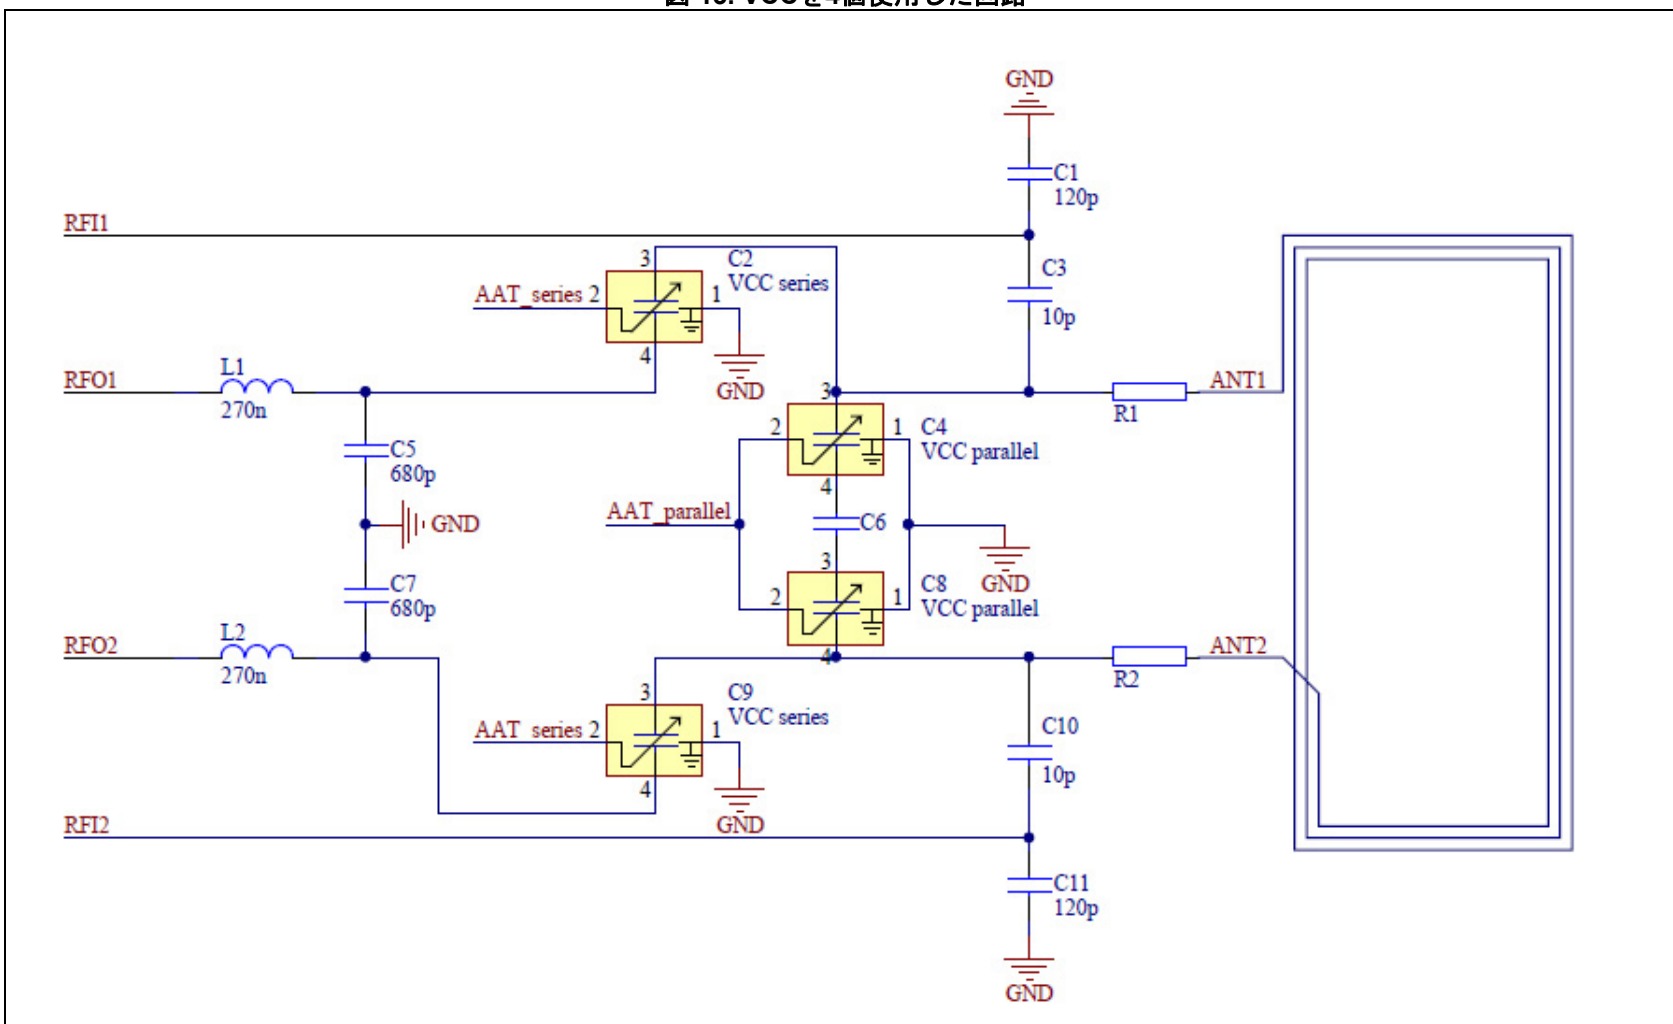 GND
C1
120p
RFI1
3
C2
VCC series
C3
10p
AAT_series 2
1
4
GND
L1
RFO1
270n
3
ANT1
R1
2
1
C4
VCC parallel
C5
680p
4
AAT_parallel
C6
GND
3
GND
C7
680p
2
1
C8
VCC parallel
L2
RFO2
270n
4
ANT2
R2
3
C9
VCC series
AAT_series 2
1
C10
10p
4
GND
RFI2
C11
120p
GND